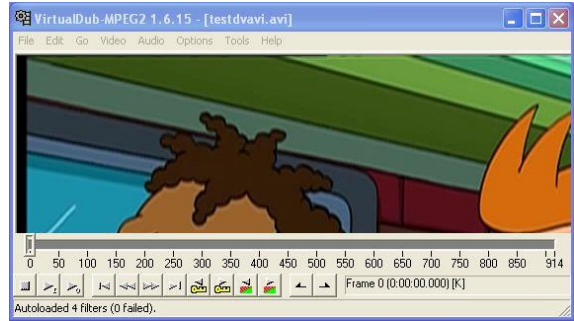 VirtualDub-MPEG2 1.6.15 - [testdvavi.avi]
File Edit Go Video Audio Options Tools Help
0 50 100 150 200 250 300 350 400 450 500 550 600 650 700 750 800 850 914
Frame 0 (0:00:00.000) [K]
Autoloaded 4 filters (0 failed).